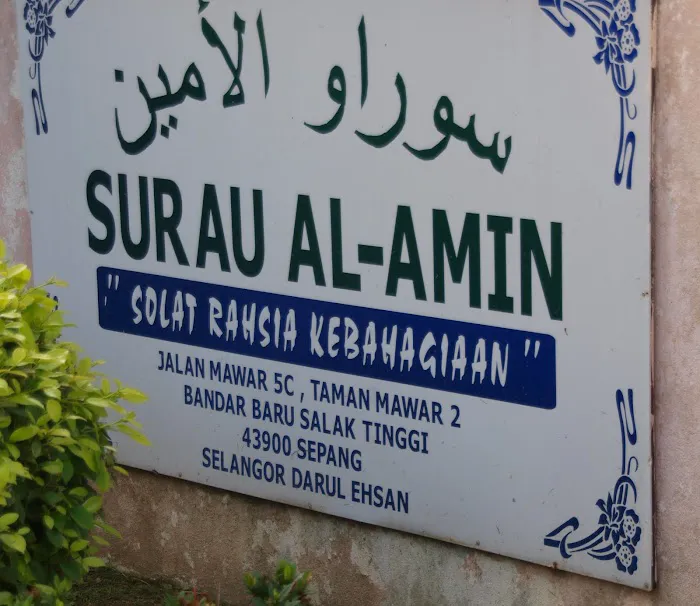 سوراو الأمين
SURAU AL-AMIN
" SOLAT RAHSIA KEBAHAGIAAN "
JALAN MAWAR 5C , TAMAN MAWAR 2
BANDAR BARU SALAK TINGGI
43900 SEPANG
SELANGOR DARUL EHSAN